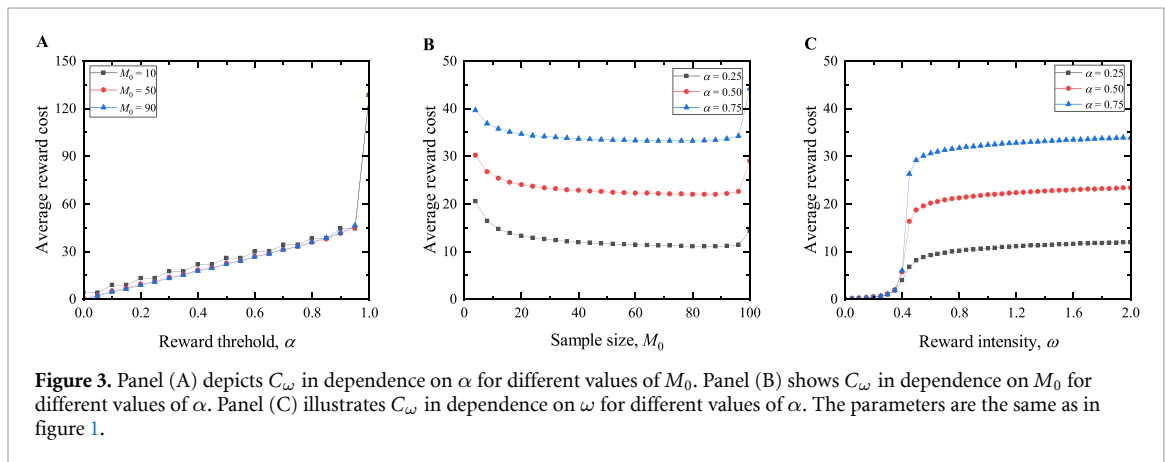 A
Average reward cost
150
120
90
60
30
0
M0 = 10
M0 = 50
M0 = 90
0.0 0.2 0.4 0.6 0.8 1.0
Reward threhold, α
B
Average reward cost
50
40
30
20
10
0
α = 0.25
α = 0.50
α = 0.75
0 20 40 60 80 100
Sample size, M0
C
Average reward cost
50
40
30
20
10
0
α = 0.25
α = 0.50
α = 0.75
0.0 0.4 0.8 1.2 1.6 2.0
Reward intensity, ω
Figure 3. Panel (A) depicts Cω in dependence on α for different values of M0. Panel (B) shows Cω in dependence on M0 for
different values of α. Panel (C) illustrates Cω in dependence on ω for different values of α. The parameters are the same as in
figure 1.